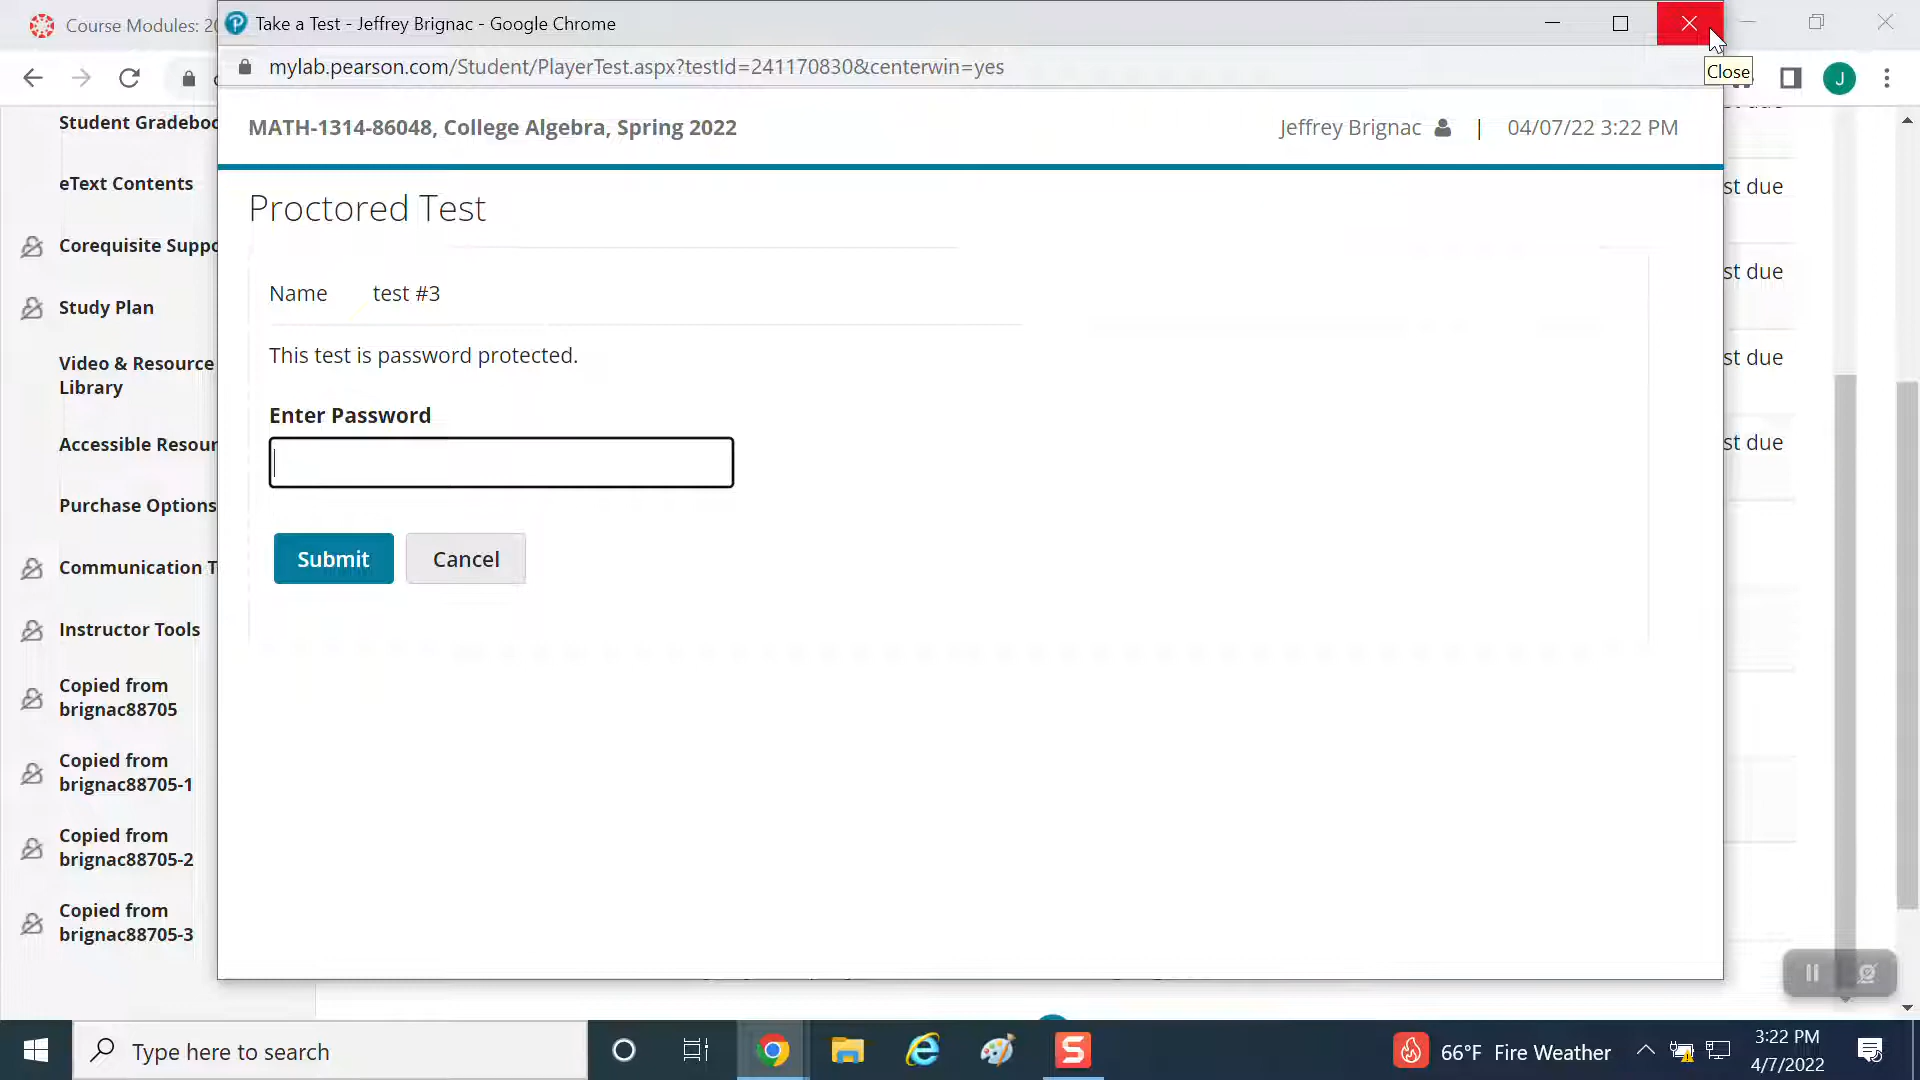 Course Modules: 20
Take a Test - Jeffrey Brignac - Google Chrome
Close
mylab.pearson.com/Student/PlayerTest.aspx?testId=241170830&centerwin=yes
J
MATH-1314-86048, College Algebra, Spring 2022
Jeffrey Brignac | 04/07/22 3:22 PM
Proctored Test
Name test #3
This test is password protected.
Enter Password
Submit Cancel
Student Gradeboo
eText Contents
Corequisite Suppo
Study Plan
Video & Resource
Library
Accessible Resour
Purchase Options
Communication T
Instructor Tools
Copied from
brignac88705
Copied from
brignac88705-1
Copied from
brignac88705-2
Copied from
brignac88705-3
st due
st due
st due
st due
st due
Type here to search
66°F Fire Weather
3:22 PM
4/7/2022